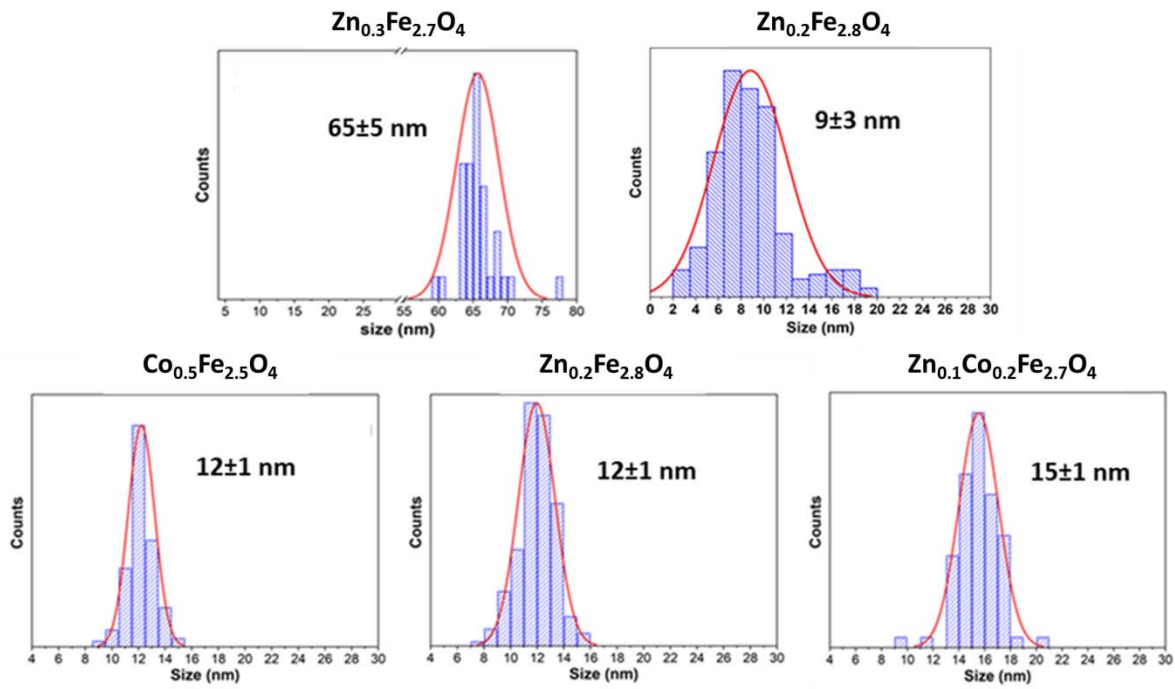 Zn₀.₃Fe₂.₇O₄
65±5 nm
Counts
5 10 15 20 25 30 55 60 65 70 75 80
size (nm)
Zn₀.₂Fe₂.₈O₄
9±3 nm
Counts
0 2 4 6 8 10 12 14 16 18 20 22 24 26 28 30
Size (nm)
Co₀.₅Fe₂.₅O₄
12±1 nm
Counts
4 6 8 10 12 14 16 18 20 22 24 26 28 30
Size (nm)
Zn₀.₂Fe₂.₈O₄
12±1 nm
Counts
4 6 8 10 12 14 16 18 20 22 24 26 28 30
Size (nm)
Zn₀.₁Co₀.₂Fe₂.₇O₄
15±1 nm
Counts
4 6 8 10 12 14 16 18 20 22 24 26 28 30
Size (nm)